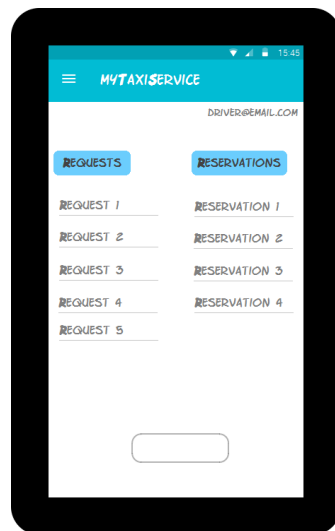 15:45
MYTAXISERVICE
DRIVER@EMAIL.COM
REQUESTS
RESERVATIONS
REQUEST 1
RESERVATION 1
REQUEST 2
RESERVATION 2
REQUEST 3
RESERVATION 3
REQUEST 4
RESERVATION 4
REQUEST 5